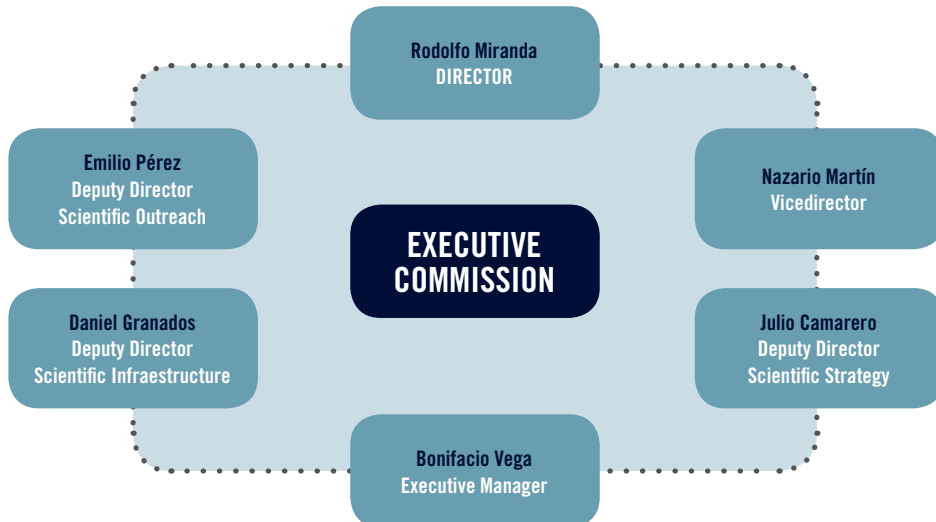 Rodolfo Miranda
DIRECTOR
Emilio Pérez
Deputy Director
Scientific Outreach
Nazario Martín
Vicedirector
EXECUTIVE
COMMISSION
Daniel Granados
Deputy Director
Scientific Infraestructure
Julio Camarero
Deputy Director
Scientific Strategy
Bonifacio Vega
Executive Manager